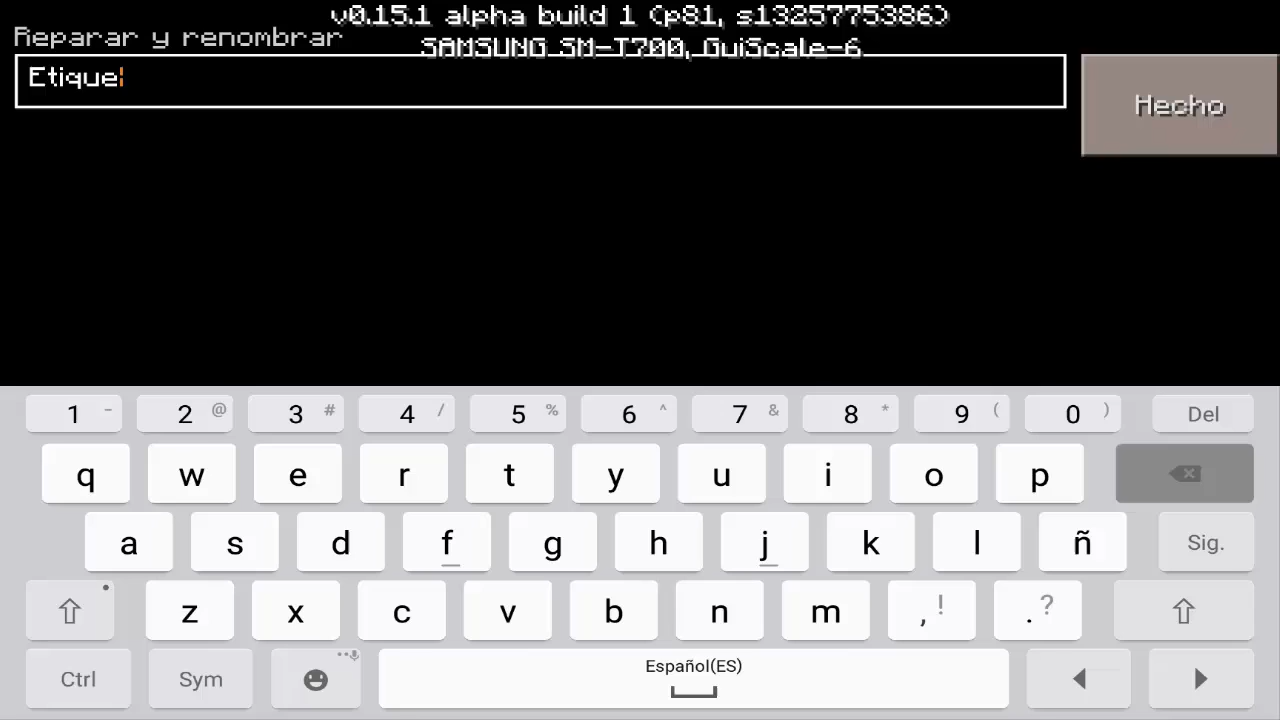 v0.15.1 alpha build 1 (p81, s1325775386)
Reparar y renombrar
SAMSUNG SM-T700, GuiScale-6
Etique
Hecho
1 - 2 @ 3 # 4 / 5 % 6 ^ 7 & 8 * 9 ( 0 ) Del
q w e r t y u i o p
a s d f g h j k l ñ Sig.
z x c v b n m , ! . ?
Ctrl Sym Español(ES)